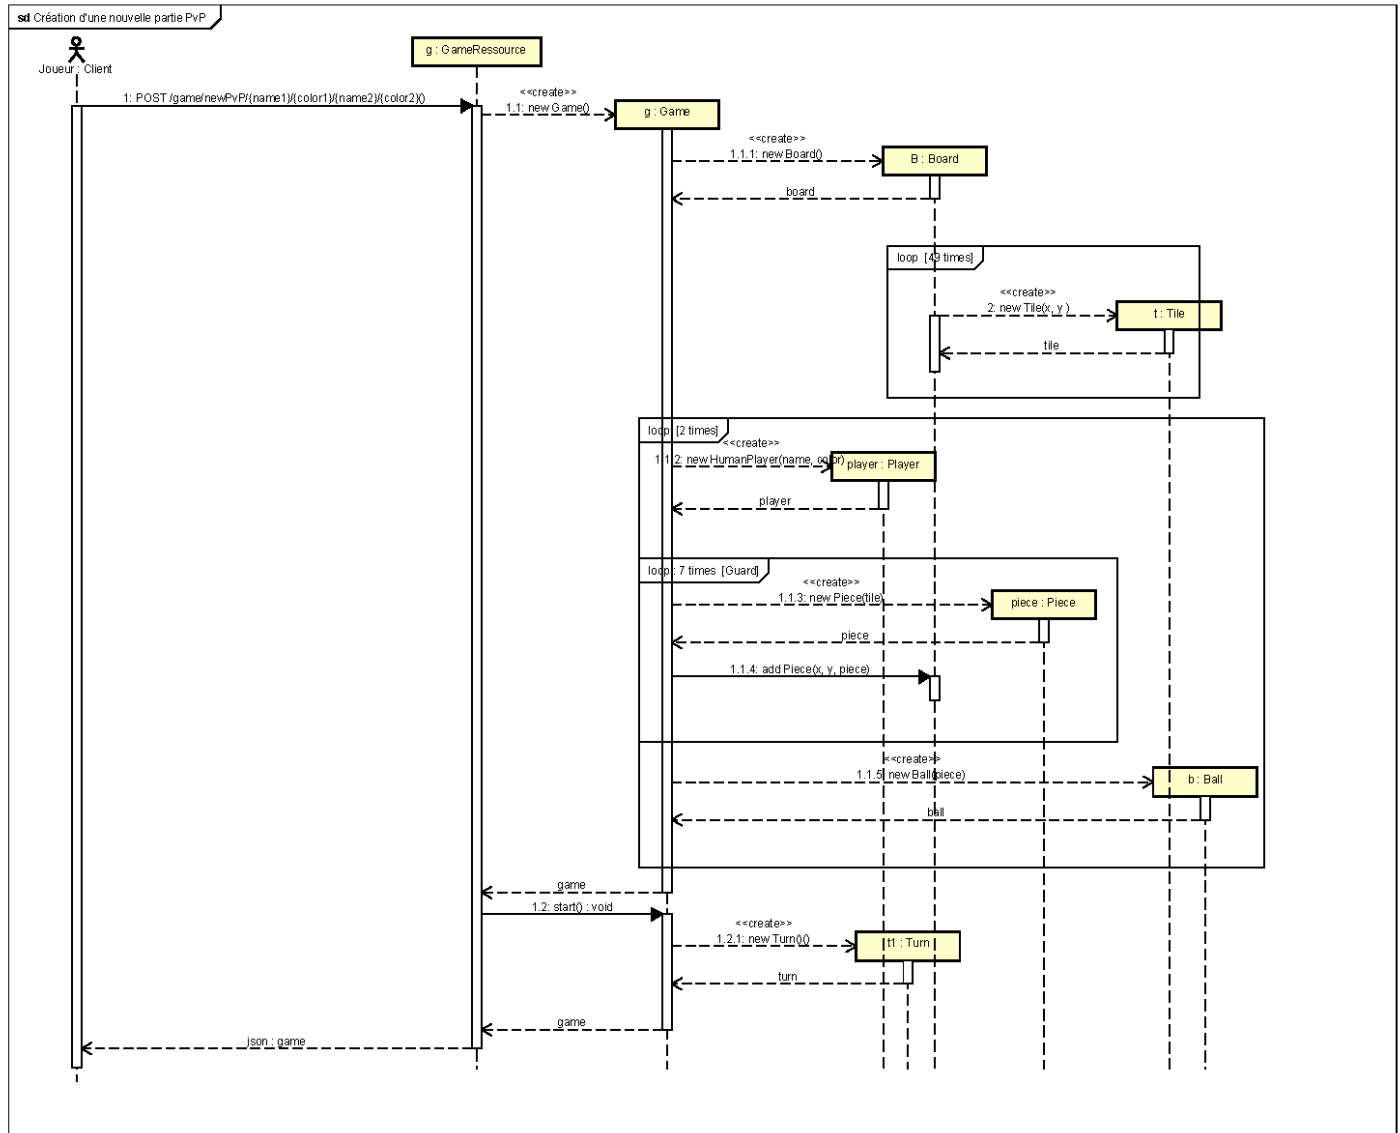 sd Création d'une nouvelle partie PvP
Joueur : Client
g : GameRessource
1: POST /game/newPvP/{name1}/{color1}/{name2}/{color2}()
<<create>>
1.1: new Game()
g : Game
<<create>>
1.1.1: new Board()
B : Board
board
loop [49 times]
<<create>>
2: new Tile(x, y )
t : Tile
tile
loop [2 times]
<<create>>
1.1.2: new HumanPlayer(name, color)
player : Player
player
loop : 7 times [Guard]
<<create>>
1.1.3: new Piece(tile)
piece : Piece
piece
1.1.4: add Piece(x, y, piece)
<<create>>
1.1.5: new Ball(piece)
b : Ball
ball
game
1.2: start() : void
<<create>>
1.2.1: new Turn()()
t1 : Turn
turn
game
json : game